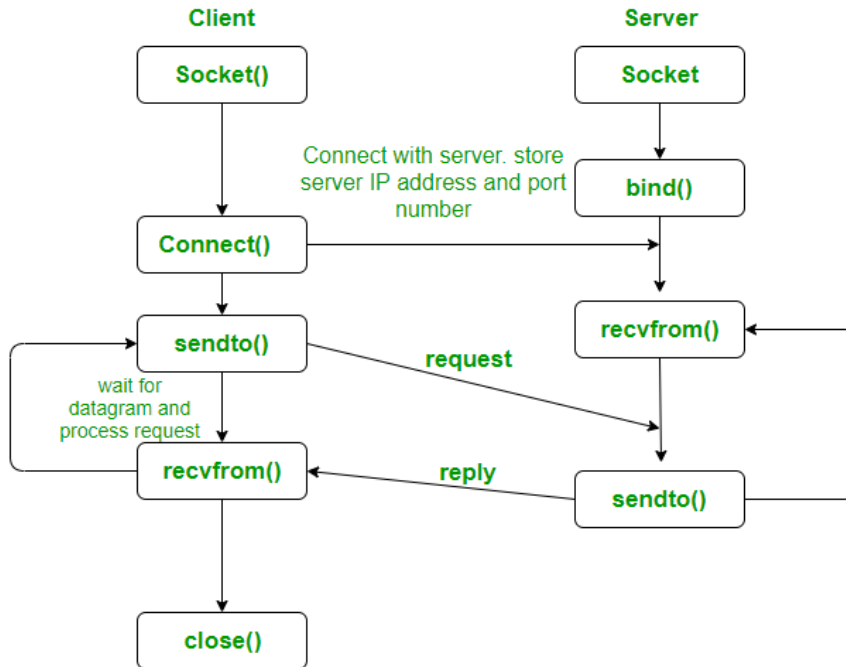 Client
Server
Socket()
Socket
Connect with server. store
server IP address and port
number
bind()
Connect()
sendto()
recvfrom()
request
wait for
datagram and
process request
recvfrom()
reply
sendto()
close()